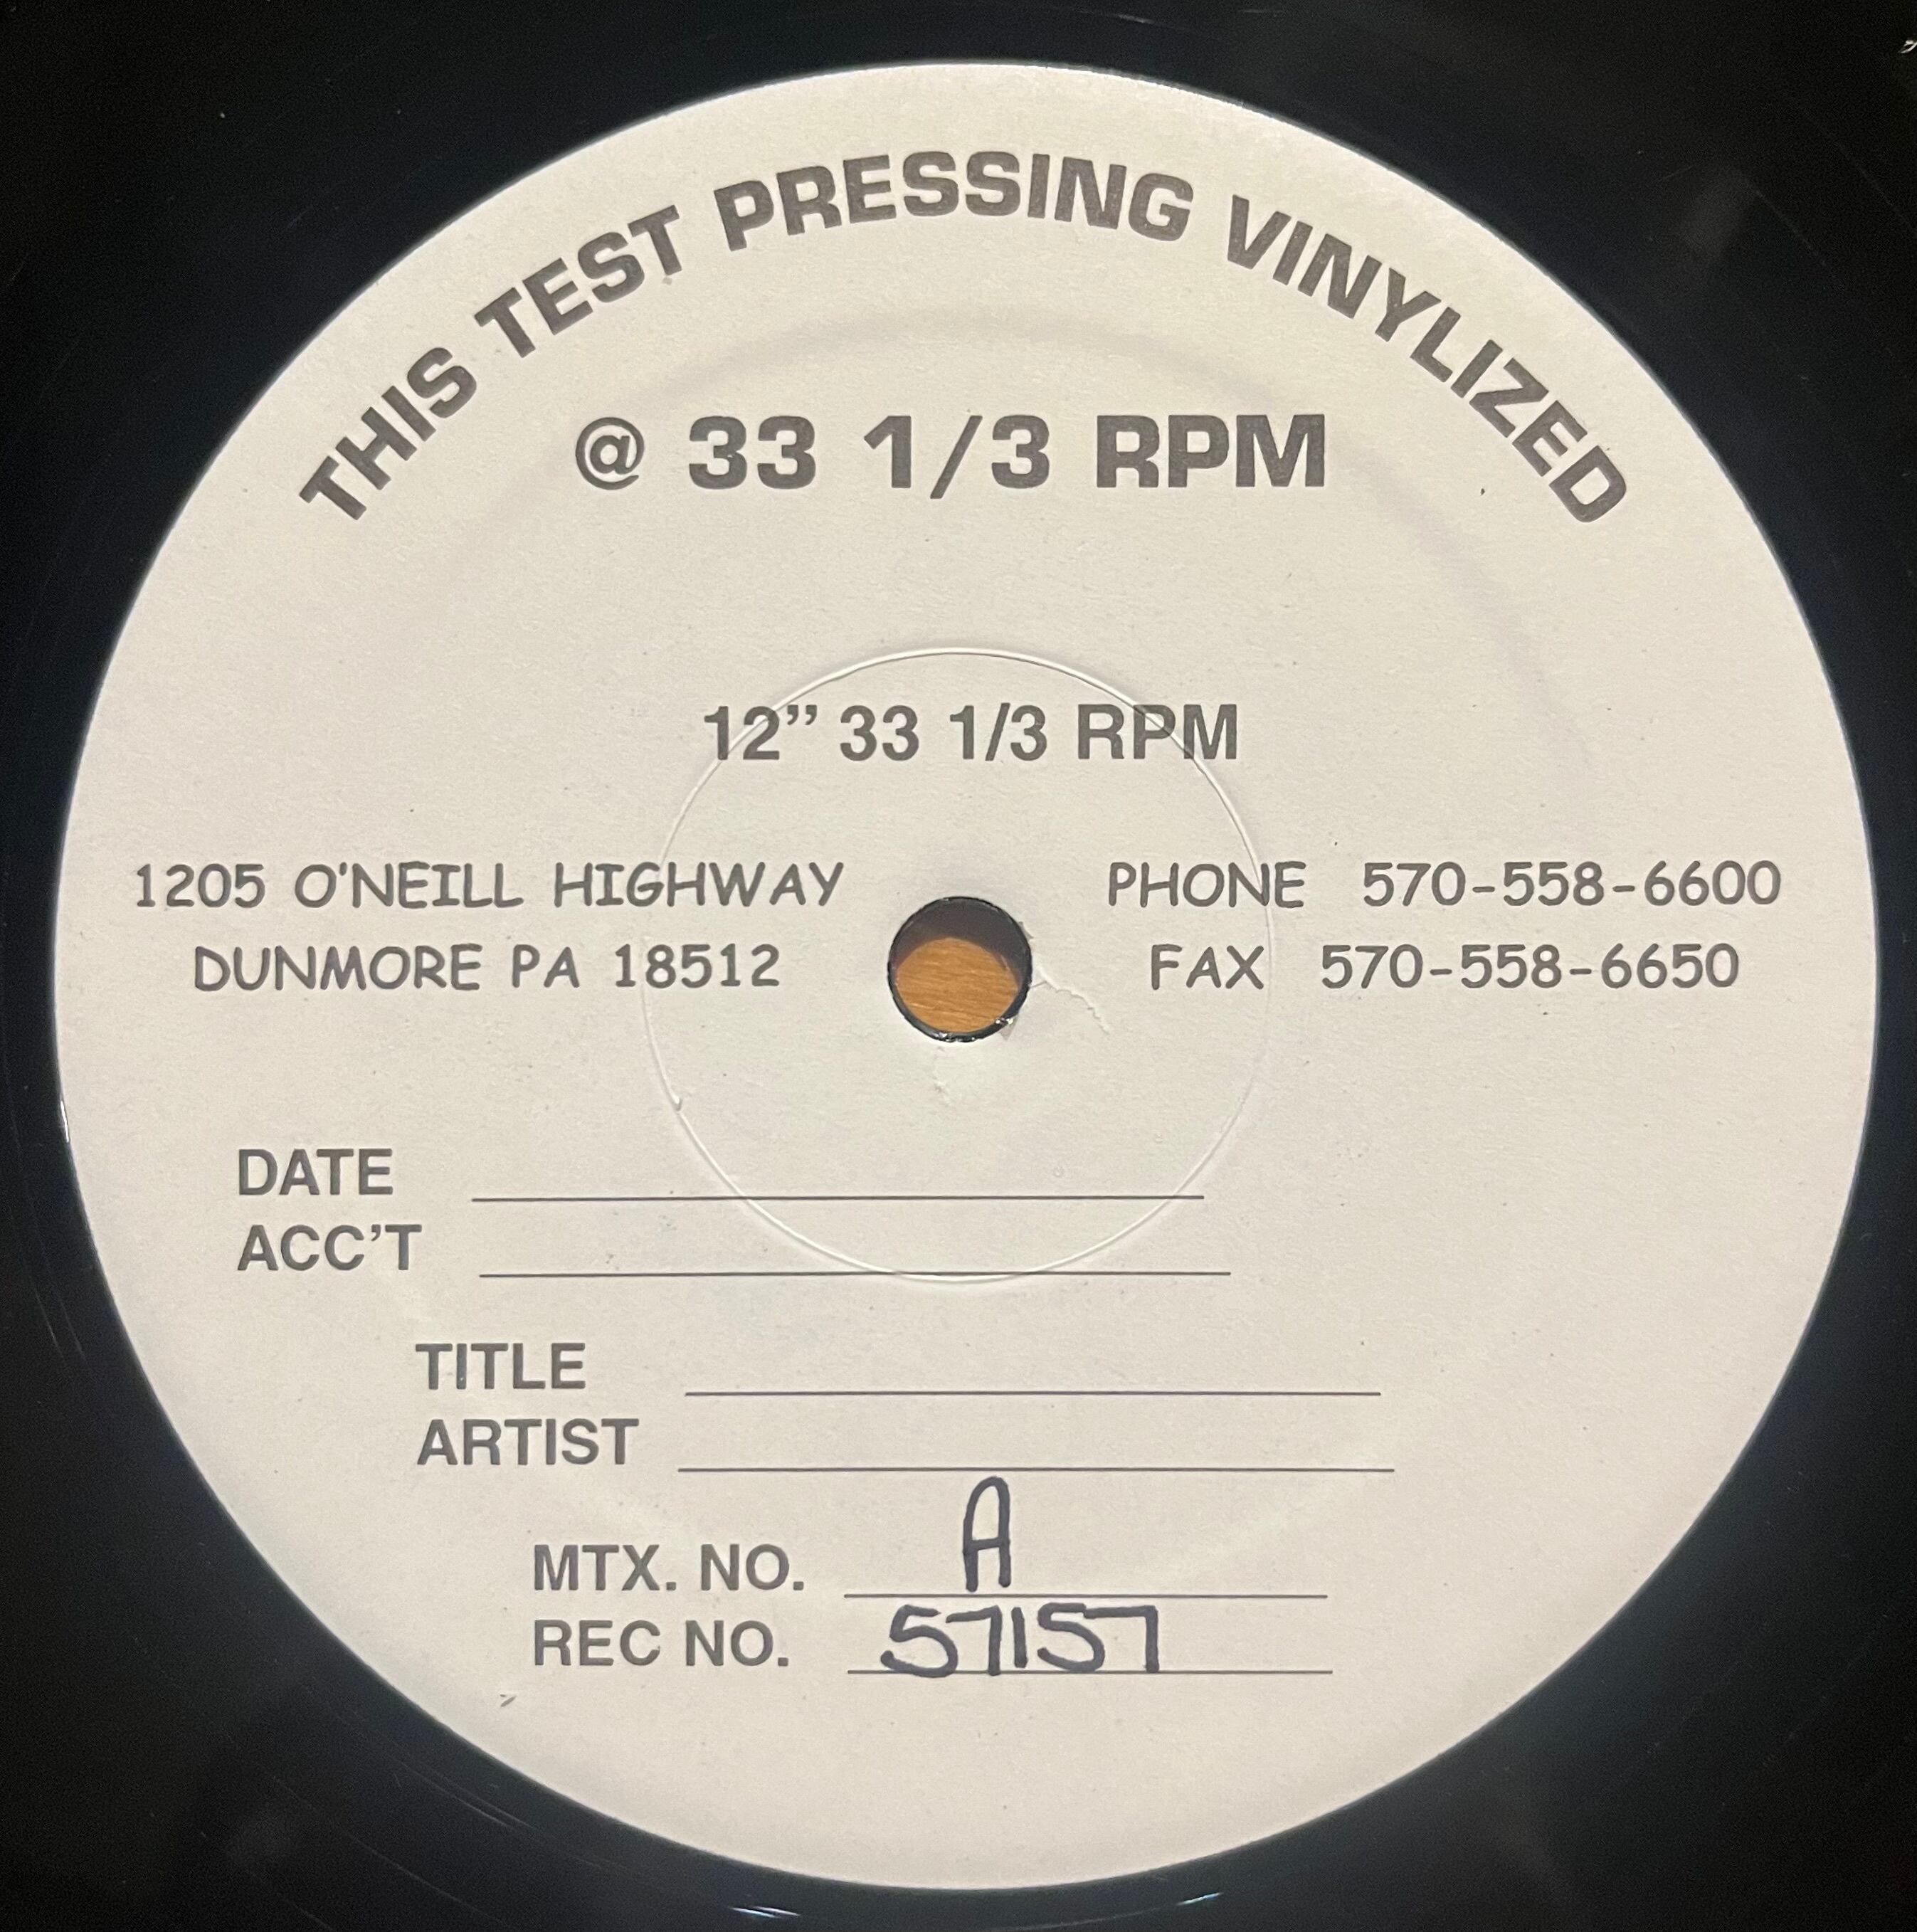 THIS TEST PRESSING VINYLIZED
@ 33 1/3 RPM
12” 33 1/3 RPM
1205 O'NEILL HIGHWAY
DUNMORE PA 18512
PHONE 570-558-6600
FAX 570-558-6650
DATE
ACC’T
TITLE
ARTIST
MTX. NO. A
REC NO. 57157